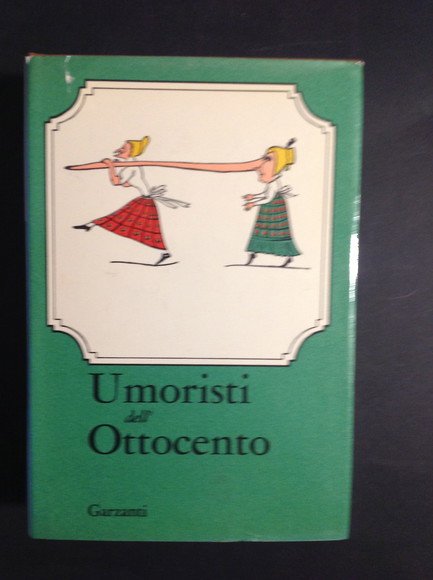 Umoristi
dell'
Ottocento
Garzanti